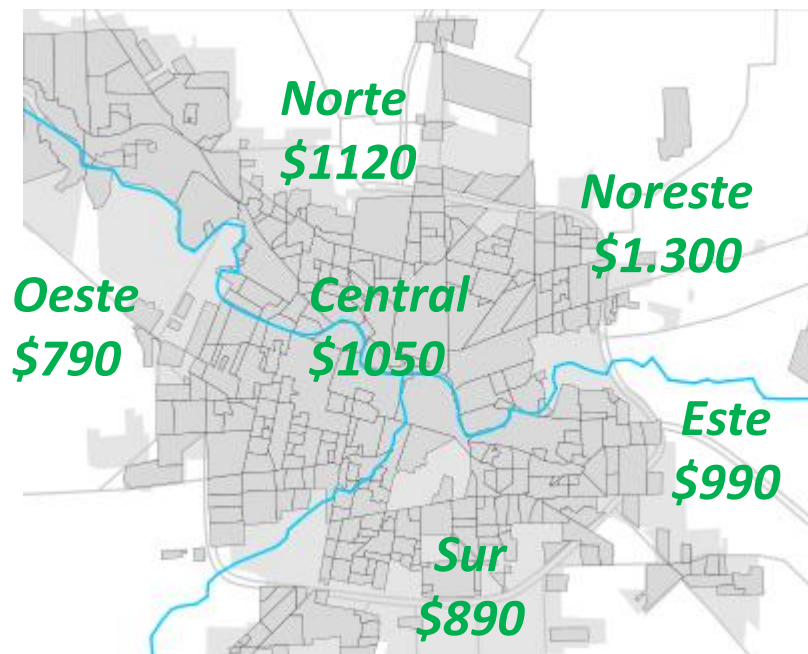 Norte
$1120
Noreste
$1.300
Oeste
$790
Central
$1050
Este
$990
Sur
$890